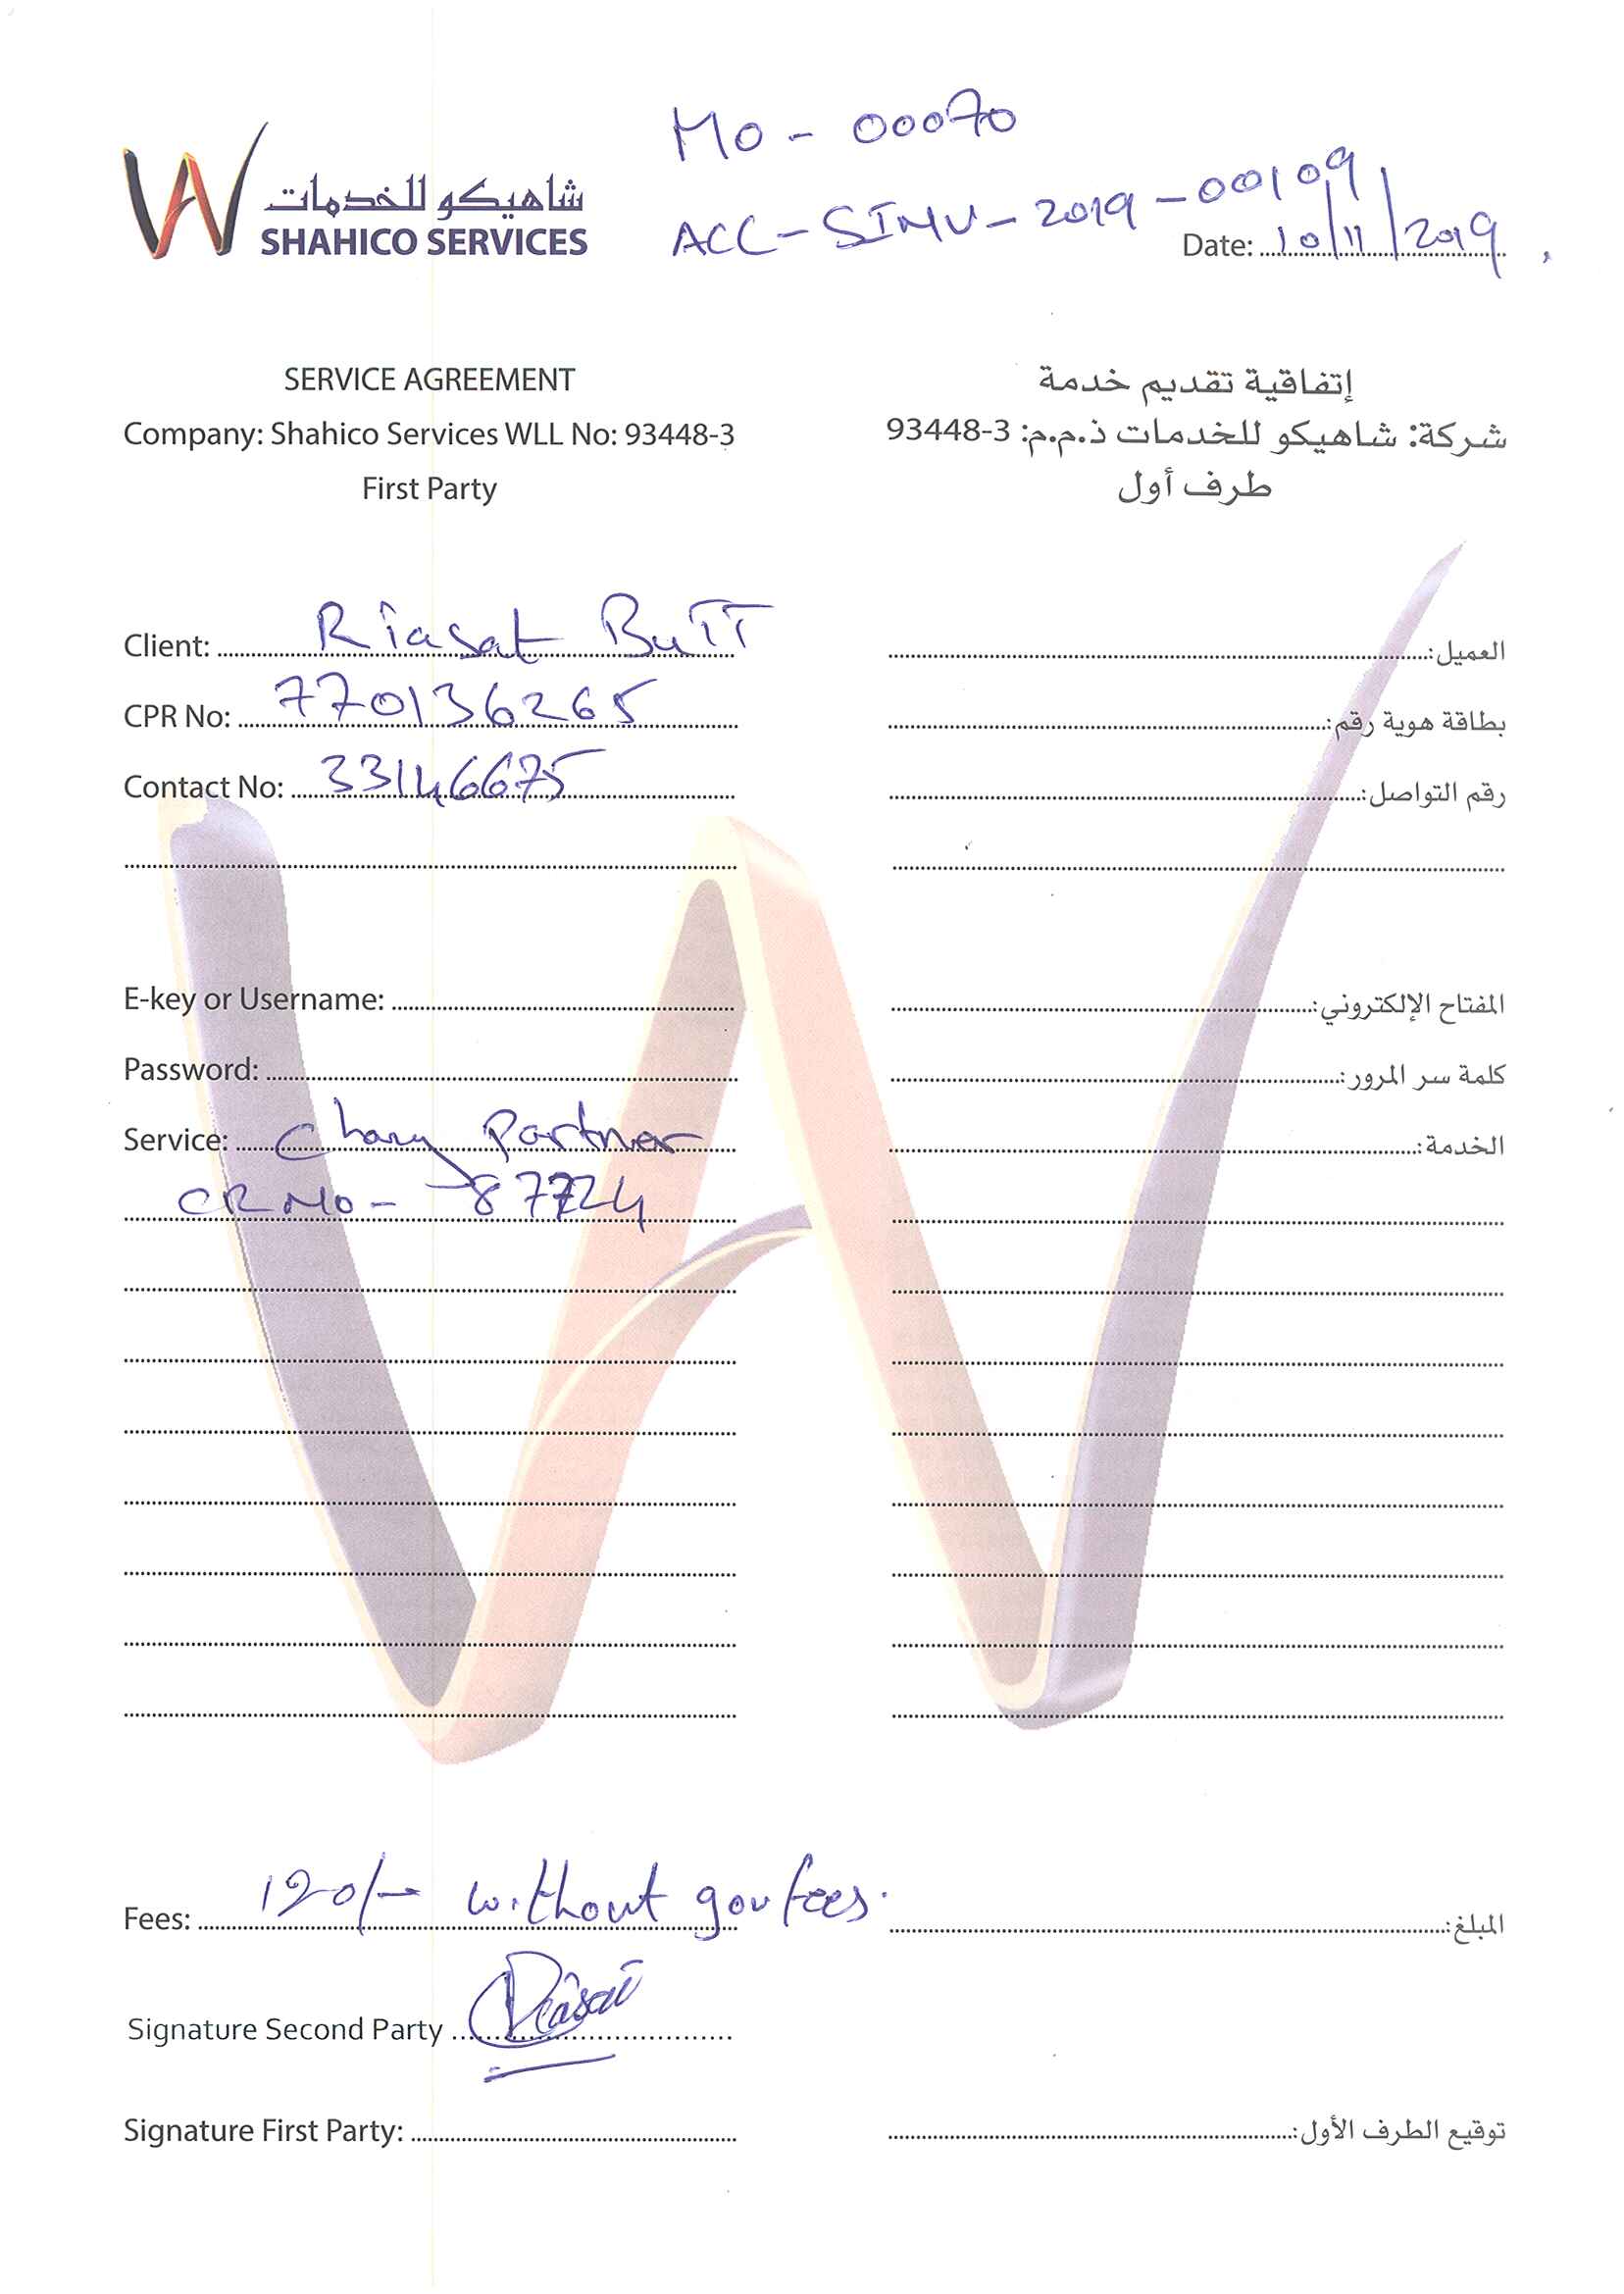 MO - 00070
شاهيكو للخدمات
SHAHICO SERVICES
ACC-SINV-2019-00109
Date: 10/11/2019
SERVICE AGREEMENT
إتفاقية تقديم خدمة
Company: Shahico Services WLL No: 93448-3
شركة: شاهيكو للخدمات ذ.م.م: 3-93448
First Party
طرف أول
Client: Riasat BuTT
العميل:
CPR No: 770136265
بطاقة هوية رقم:
Contact No: 33146675
رقم التواصل:
E-key or Username:
المفتاح الإلكتروني:
Password:
كلمة سر المرور:
Service: Partner
الخدمة:
CR NO - 87724
Fees: 120/- without gov fees.
المبلغ:
Signature Second Party Riasat
Signature First Party:
توقيع الطرف الأول: